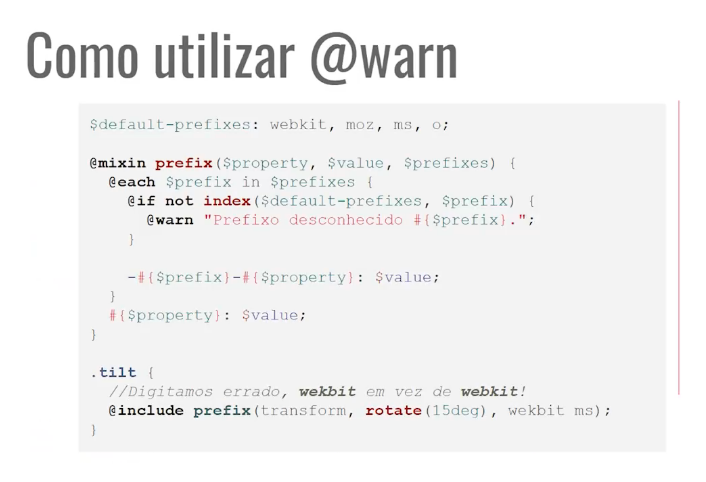 Como utilizar @warn
$default-prefixes: webkit, moz, ms, o;
@mixin prefix($property, $value, $prefixes) {
@each $prefix in $prefixes {
@if not index($default-prefixes, $prefix) {
@warn "Prefixo desconhecido #{$prefix}.";
}
-#{$prefix}-#{$property}: $value;
}
#{$property}: $value;
}
.tilt {
//Digitamos errado, wekbit em vez de webkit!
@include prefix(transform, rotate(15deg), wekbit ms);
}